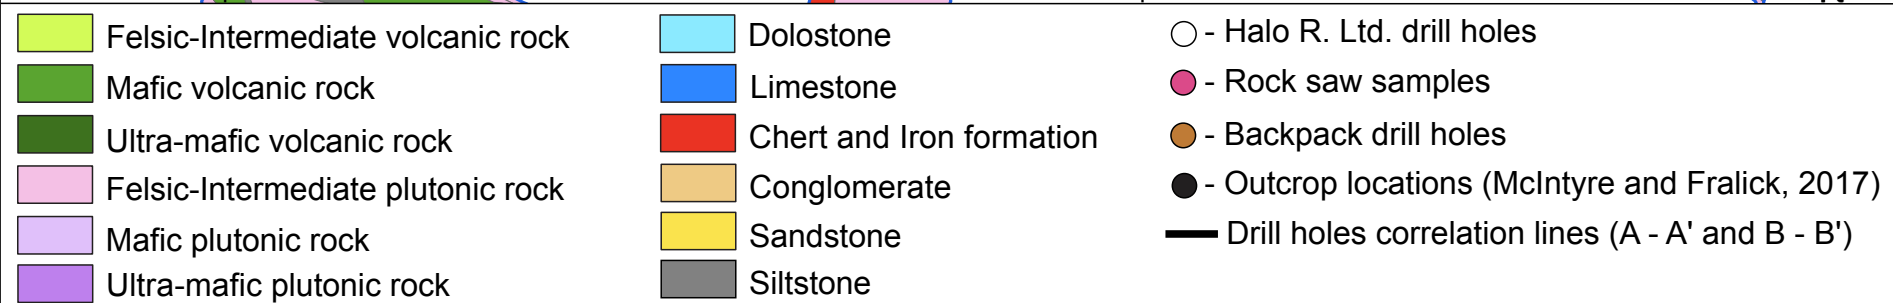 Felsic-Intermediate volcanic rock
Mafic volcanic rock
Ultra-mafic volcanic rock
Felsic-Intermediate plutonic rock
Mafic plutonic rock
Ultra-mafic plutonic rock
Dolostone
Limestone
Chert and Iron formation
Conglomerate
Sandstone
Siltstone
- Halo R. Ltd. drill holes
- Rock saw samples
- Backpack drill holes
- Outcrop locations (McIntyre and Fralick, 2017)
Drill holes correlation lines (A - A' and B - B')